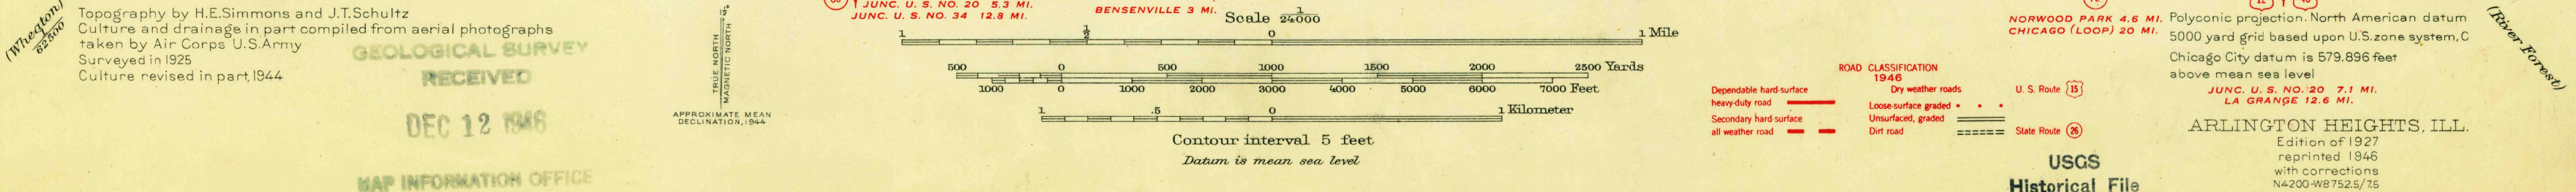 (Wheaton)
62500
Topography by H.E.Simmons and J.T.Schultz
Culture and drainage in part compiled from aerial photographs
taken by Air Corps U.S.Army
Surveyed in 1925
Culture revised in part, 1944
GEOLOGICAL SURVEY
RECEIVED
DEC 12 1946
MAP INFORMATION OFFICE
TRUE NORTH
MAGNETIC NORTH
APPROXIMATE MEAN
DECLINATION, 1944
JUNC. U. S. NO. 20 5.3 MI.
JUNC. U. S. NO. 34 12.8 MI.
BENSENVILLE 3 MI.
Scale 1/24000
1 ½ 0 1 Mile
500 0 500 1000 1500 2000 2500 Yards
1000 0 1000 2000 3000 4000 5000 6000 7000 Feet
1 .5 0 1 Kilometer
Contour interval 5 feet
Datum is mean sea level
ROAD CLASSIFICATION
1946
Dependable hard-surface
heavy-duty road
Secondary hard-surface
all weather road
Dry weather roads
Loose-surface graded
Unsurfaced, graded
Dirt road
U. S. Route 15
State Route 26
USGS
Historical File
NORWOOD PARK 4.6 MI.
CHICAGO (LOOP) 20 MI.
Polyconic projection. North American datum
5000 yard grid based upon U.S. zone system, C
Chicago City datum is 579.896 feet
above mean sea level
JUNC. U. S. NO. 20 7.1 MI.
LA GRANGE 12.6 MI.
ARLINGTON HEIGHTS, ILL.
Edition of 1927
reprinted 1946
with corrections
N4200-W8752.5/7.5
(River Forest)